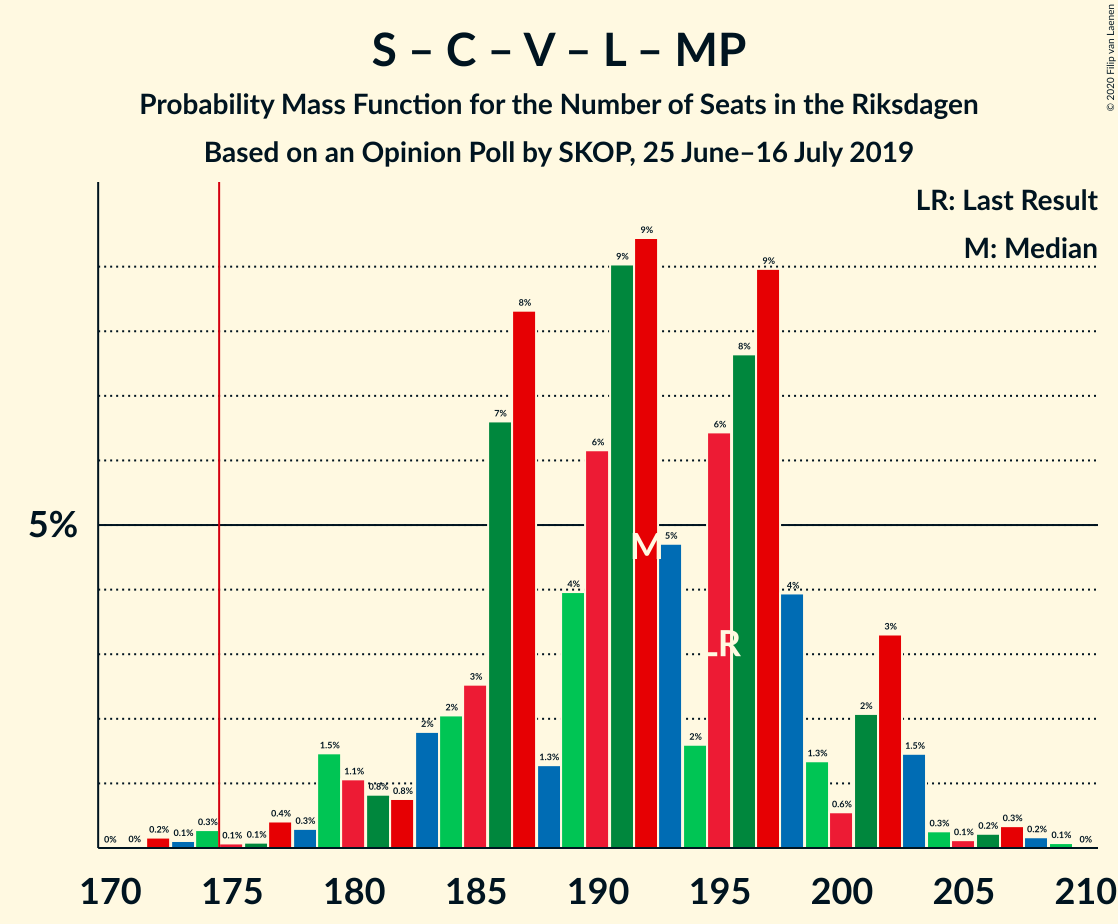 S – C – V – L – MP
Probability Mass Function for the Number of Seats in the Riksdagen
Based on an Opinion Poll by SKOP, 25 June–16 July 2019
© 2020 Filip van Laenen
LR: Last Result
M: Median
5%
0% 0% 0.2% 0.1% 0.3% 0.1% 0.1% 0.4% 0.3% 1.5% 1.1% 0.8% 0.8% 2% 2% 3% 7% 8% 1.3% 4% 6% 9% 9% 5% 2% 6% 8% 9% 4% 1.3% 0.6% 2% 3% 1.5% 0.3% 0.1% 0.2% 0.3% 0.2% 0.1% 0%
M
LR
170 175 180 185 190 195 200 205 210